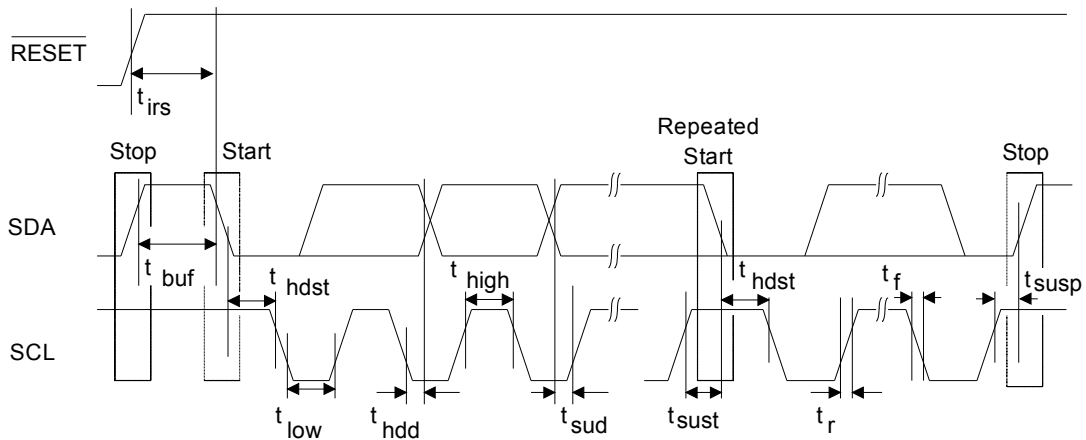 RESET
t irs
Repeated
Stop Start Start Stop
SDA
t buf t hdst t high t hdst t f t susp
SCL
t low t hdd t sud t sust t r